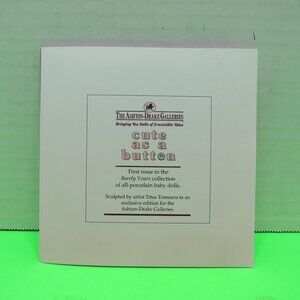 THE ASHTON-DRAKE GALLERIES
Bringing You Dolls of Irresistible Value
cute
as a
button
First issue in the
Barely Yours collection
of all-porcelain baby dolls.
Sculpted by artist Titus Tomescu in an
exclusive edition for the
Ashton-Drake Galleries.